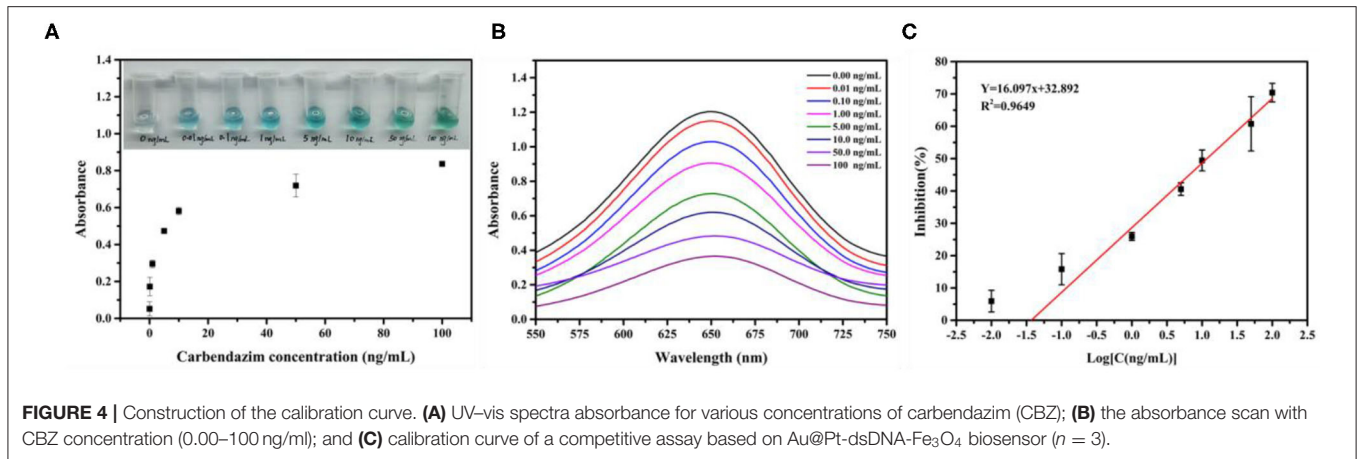 A
B
C
1.4
1.2
1.0
0.8
0.6
0.4
0.2
0.0
Absorbance
0 ng/mL 0.01 ng/mL 0.1 ng/mL 1 ng/mL 5 ng/mL 10 ng/mL 50 ng/mL 100 ng/mL
0 20 40 60 80 100
Carbendazim concentration (ng/mL)
1.4
1.2
1.0
0.8
0.6
0.4
0.2
0.0
Absorbance
0.00 ng/mL
0.01 ng/mL
0.10 ng/mL
1.00 ng/mL
5.00 ng/mL
10.0 ng/mL
50.0 ng/mL
100 ng/mL
550 575 600 625 650 675 700 725 750
Wavelength (nm)
80
70
60
50
40
30
20
10
0
Inhibition(%)
Y=16.097x+32.892
R²=0.9649
-2.5 -2.0 -1.5 -1.0 -0.5 0.0 0.5 1.0 1.5 2.0 2.5
Log[C(ng/mL)]
FIGURE 4 | Construction of the calibration curve. (A) UV–vis spectra absorbance for various concentrations of carbendazim (CBZ); (B) the absorbance scan with
CBZ concentration (0.00–100 ng/ml); and (C) calibration curve of a competitive assay based on Au@Pt-dsDNA-Fe₃O₄ biosensor (n = 3).